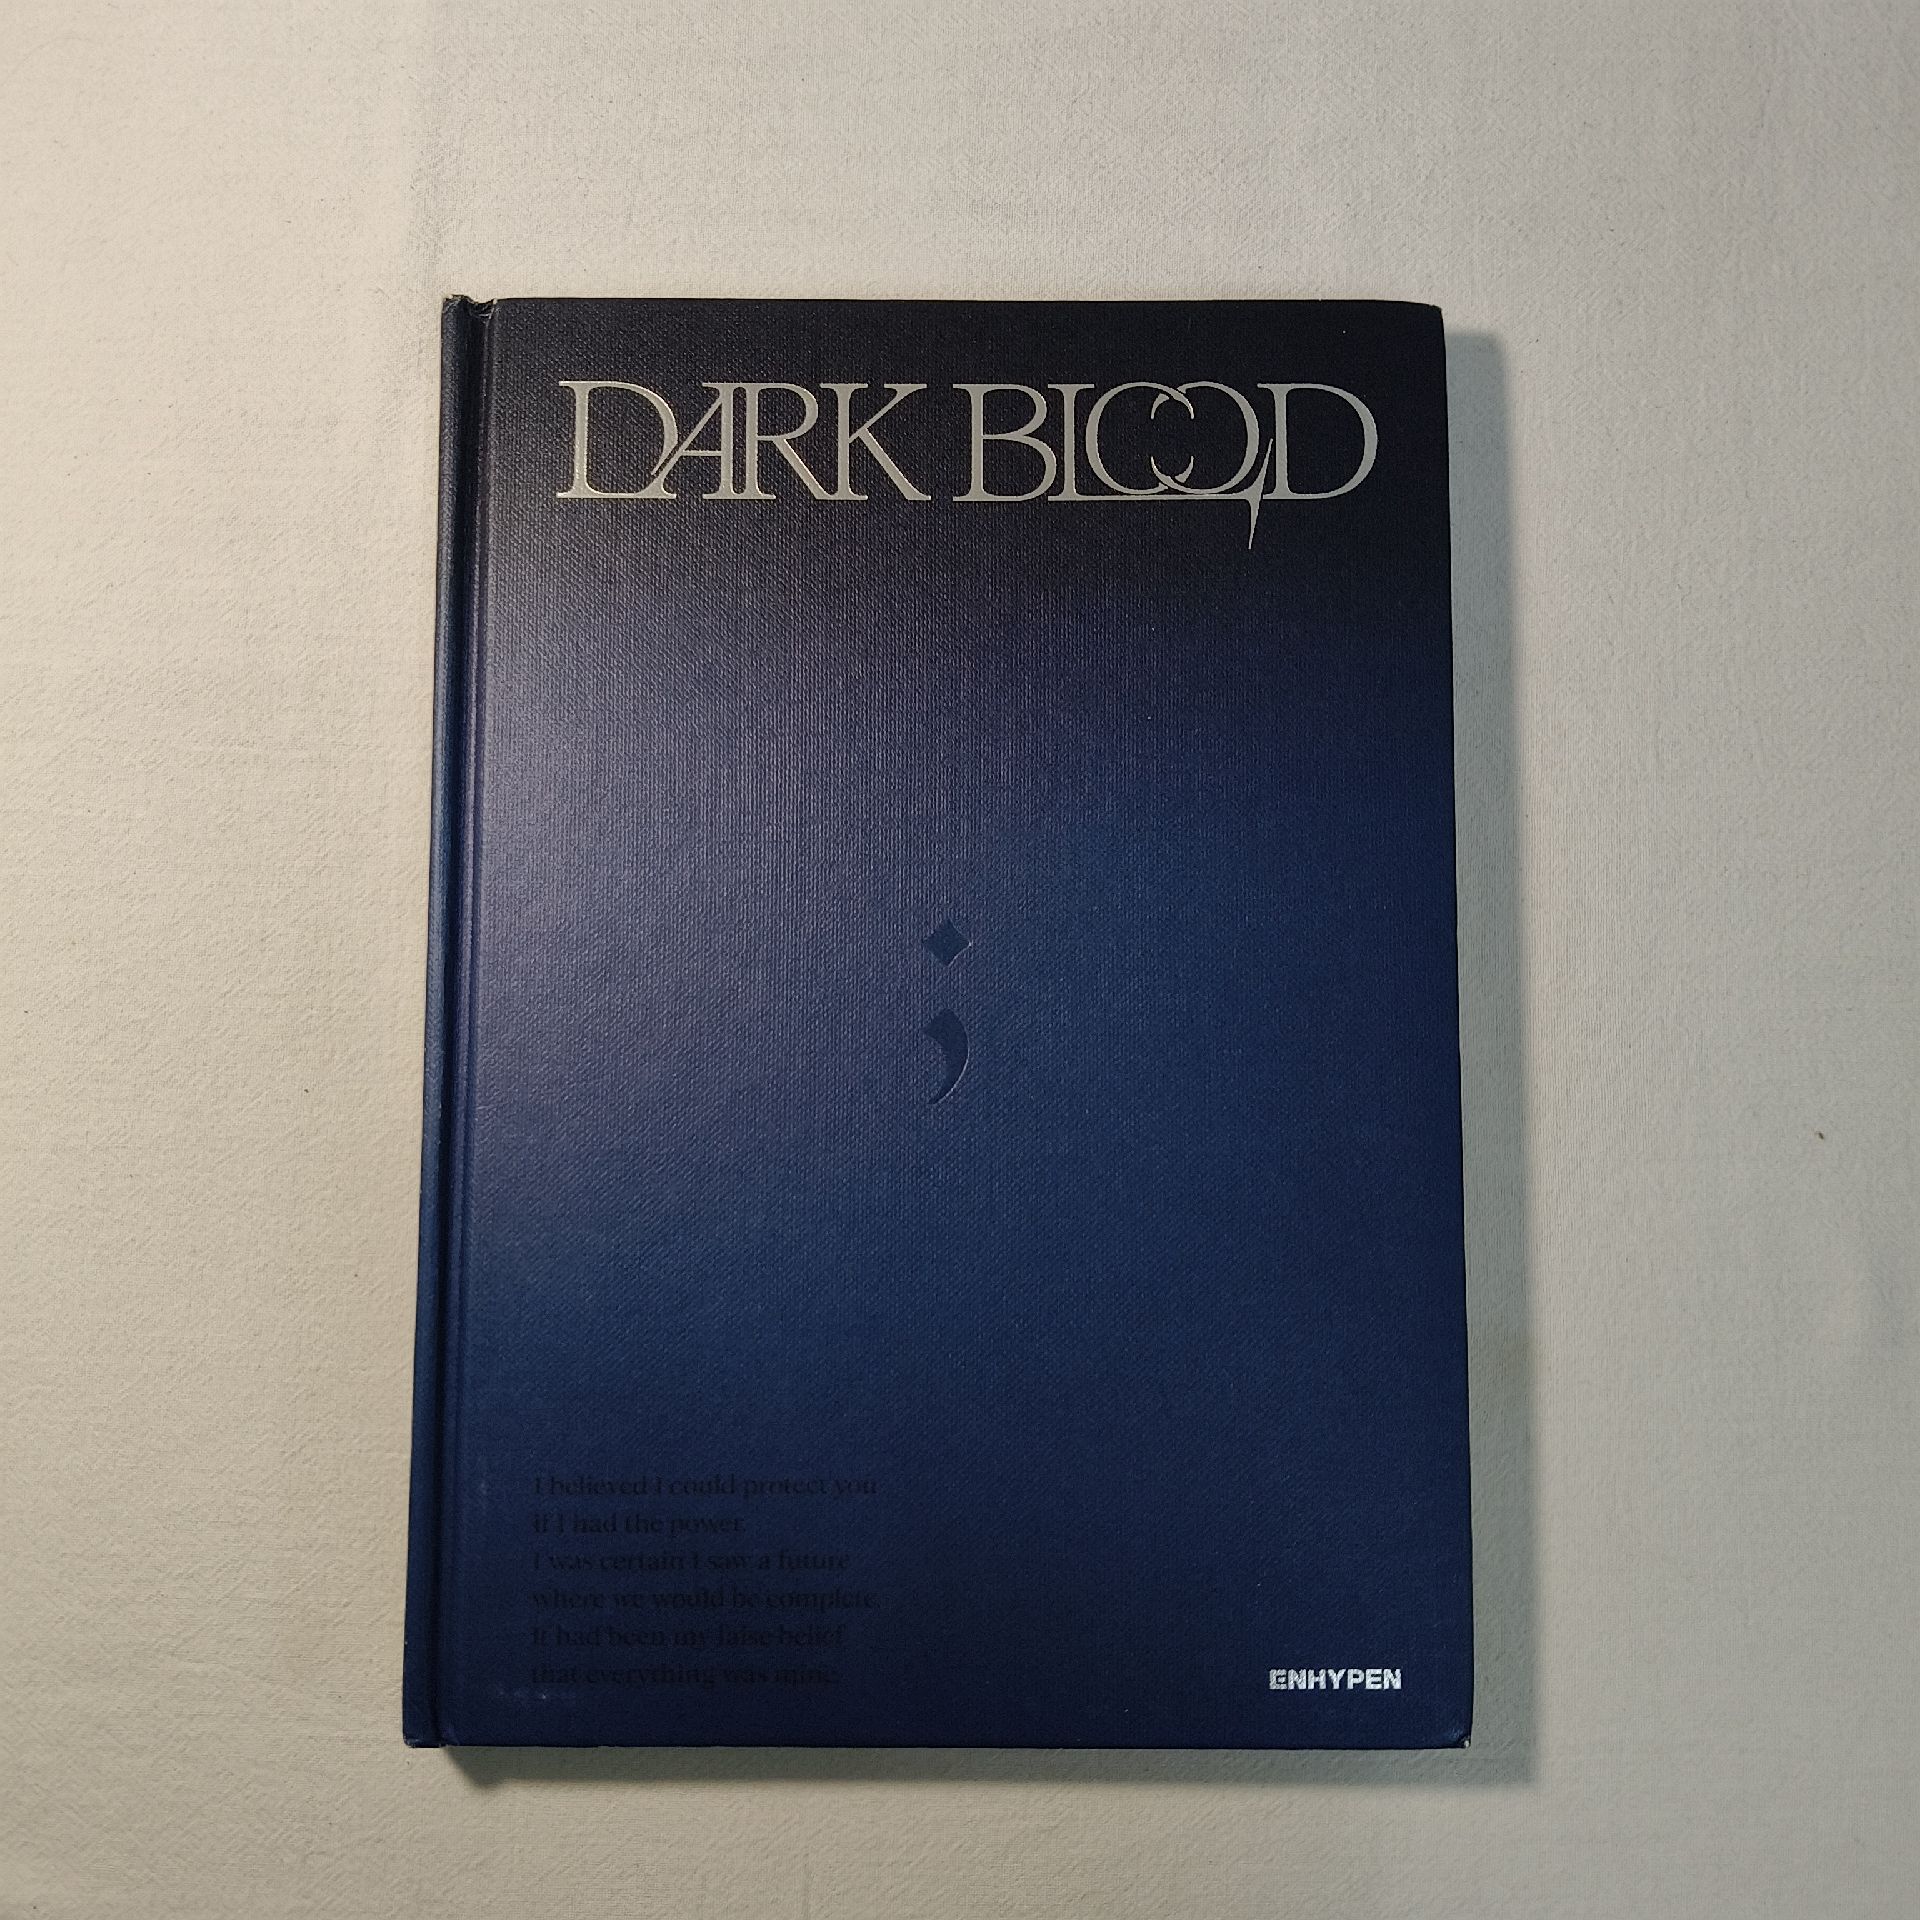 DARK BLOOD
;
I believed I could protect you
if I had the power.
I was certain I saw a future
where we would be complete.
It had been my false belief
that everything was mine.
ENHYPEN